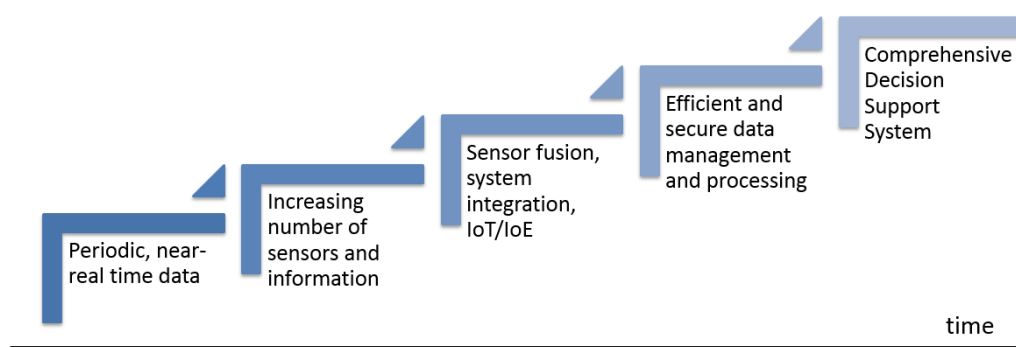 Periodic, near-
real time data
Increasing
number of
sensors and
information
Sensor fusion,
system
integration,
IoT/IoE
Efficient and
secure data
management
and processing
Comprehensive
Decision
Support
System
time